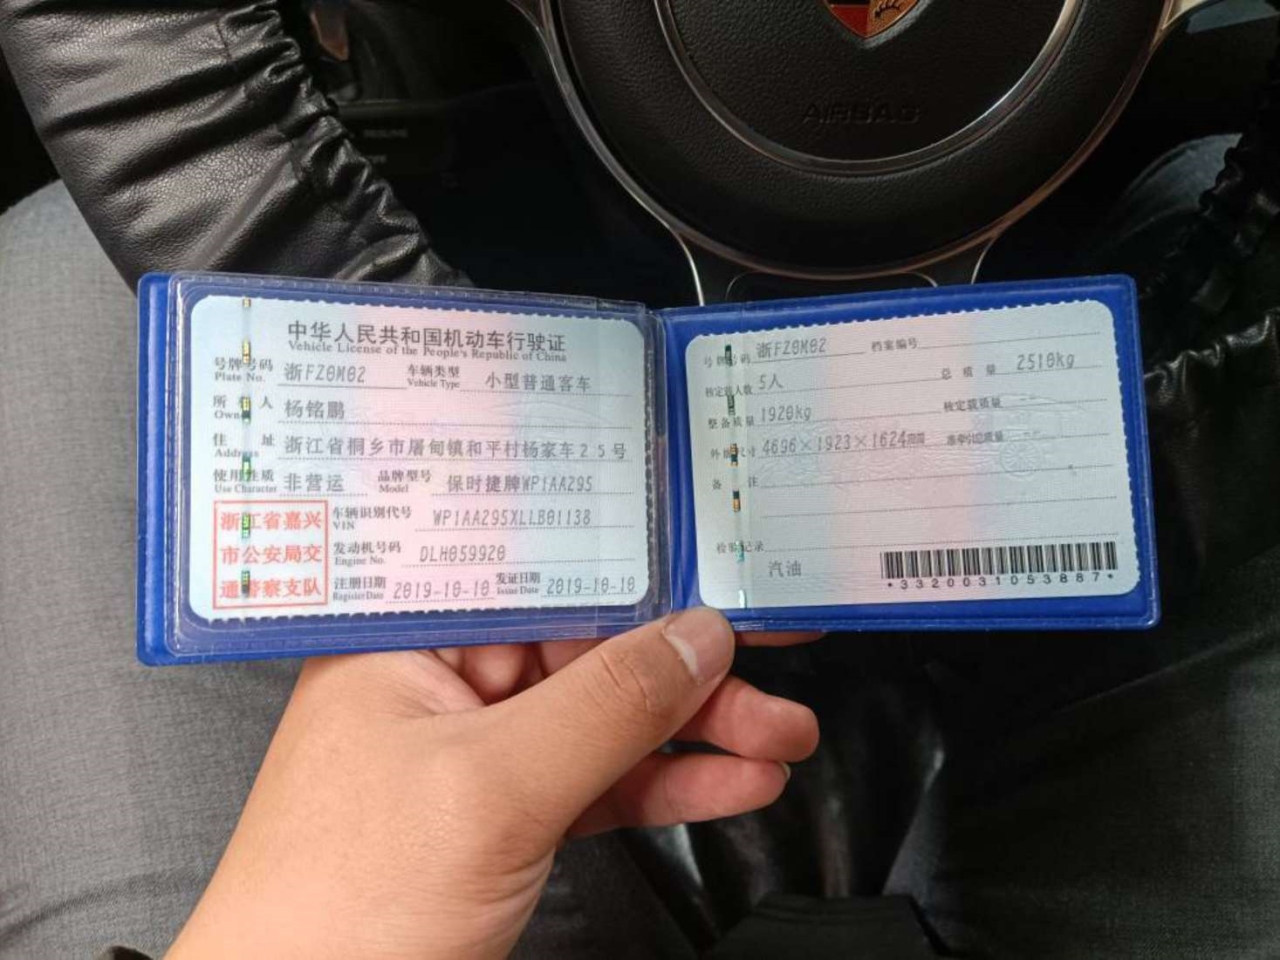 AIRBAG
中华人民共和国机动车行驶证
Vehicle License of the People's Republic of China
号牌号码 浙FZ0M02 车辆类型 小型普通客车
Plate No. Vehicle Type
所有人 杨铭鹏
Owner
住 址 浙江省桐乡市屠甸镇和平村杨家车25号
Address
使用性质 非营运 品牌型号 保时捷牌WP1AA295
Use Character Model
浙江省嘉兴
市公安局交
通警察支队
车辆识别代号 WP1AA295XLLB01138
VIN
发动机号码 DLH059920
Engine No.
注册日期 2019-10-10 发证日期 2019-10-10
Register Date Issue Date
号牌号码 浙FZ0M02 档案编号
核定载人数 5人 总质量 2510kg
整备质量 1920kg 核定载质量 --
外廓尺寸 4696×1923×1624mm 准牵引总质量 --
备 注
检验记录
汽油
*3320031053887*